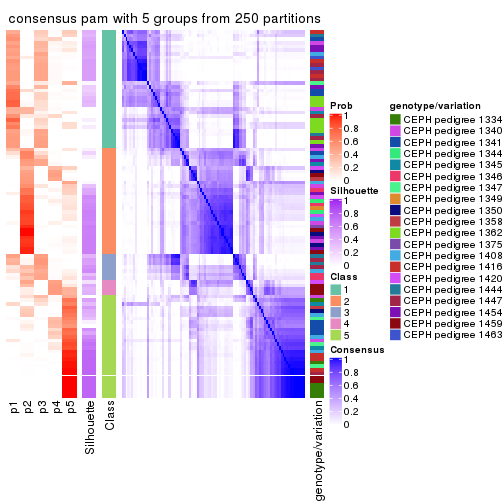 consensus pam with 5 groups from 250 partitions
Prob
1
0.8
0.6
0.4
0.2
0
Silhouette
1
0.8
0.6
0.4
0.2
0
Class
1
2
3
4
5
Consensus
1
0.8
0.6
0.4
0.2
0
genotype/variation
CEPH pedigree 1334
CEPH pedigree 1340
CEPH pedigree 1341
CEPH pedigree 1344
CEPH pedigree 1345
CEPH pedigree 1346
CEPH pedigree 1347
CEPH pedigree 1349
CEPH pedigree 1350
CEPH pedigree 1358
CEPH pedigree 1362
CEPH pedigree 1375
CEPH pedigree 1408
CEPH pedigree 1416
CEPH pedigree 1420
CEPH pedigree 1444
CEPH pedigree 1447
CEPH pedigree 1454
CEPH pedigree 1459
CEPH pedigree 1463
p1
p2
p3
p4
p5
Silhouette
Class
genotype/variation